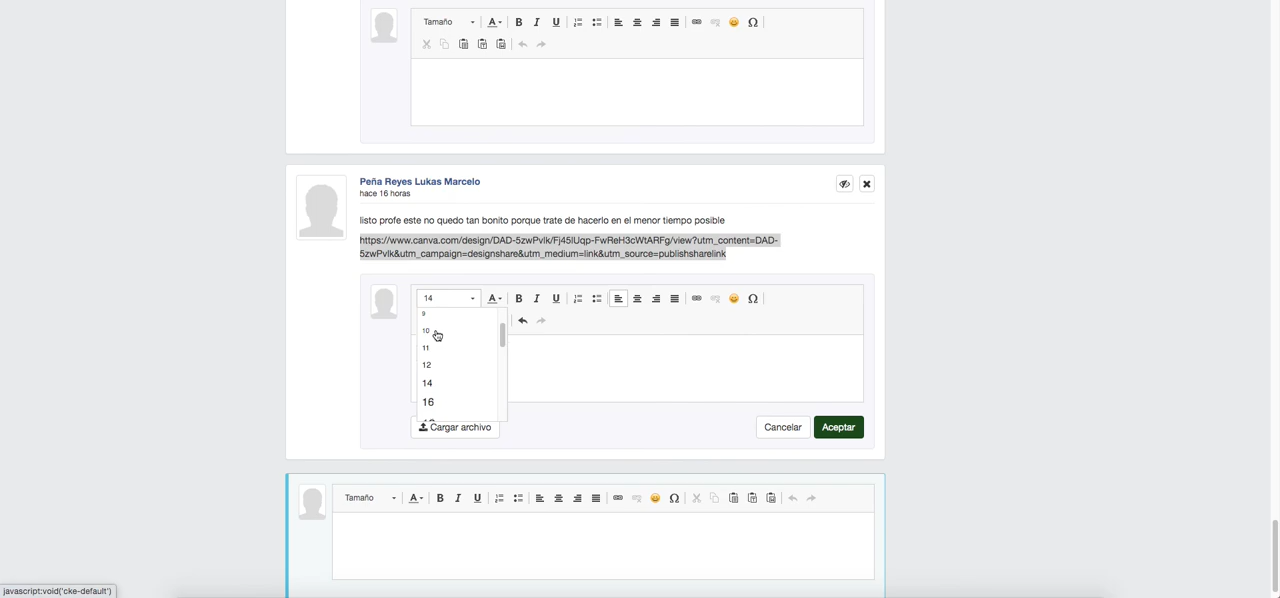 Tamaño
A
B I U
Ω
Peña Reyes Lukas Marcelo
hace 16 horas
listo profe este no quedo tan bonito porque trate de hacerlo en el menor tiempo posible
https://www.canva.com/design/DAD-5zwPvlk/Fj45lUqp-FwReH3cWtARFg/view?utm_content=DAD-
5zwPvlk&utm_campaign=designshare&utm_medium=link&utm_source=publishsharelink
14
A
B I U
Ω
9
10
11
12
14
16
Cargar archivo
Cancelar
Aceptar
Tamaño
A
B I U
Ω
javascript:void('cke-default')